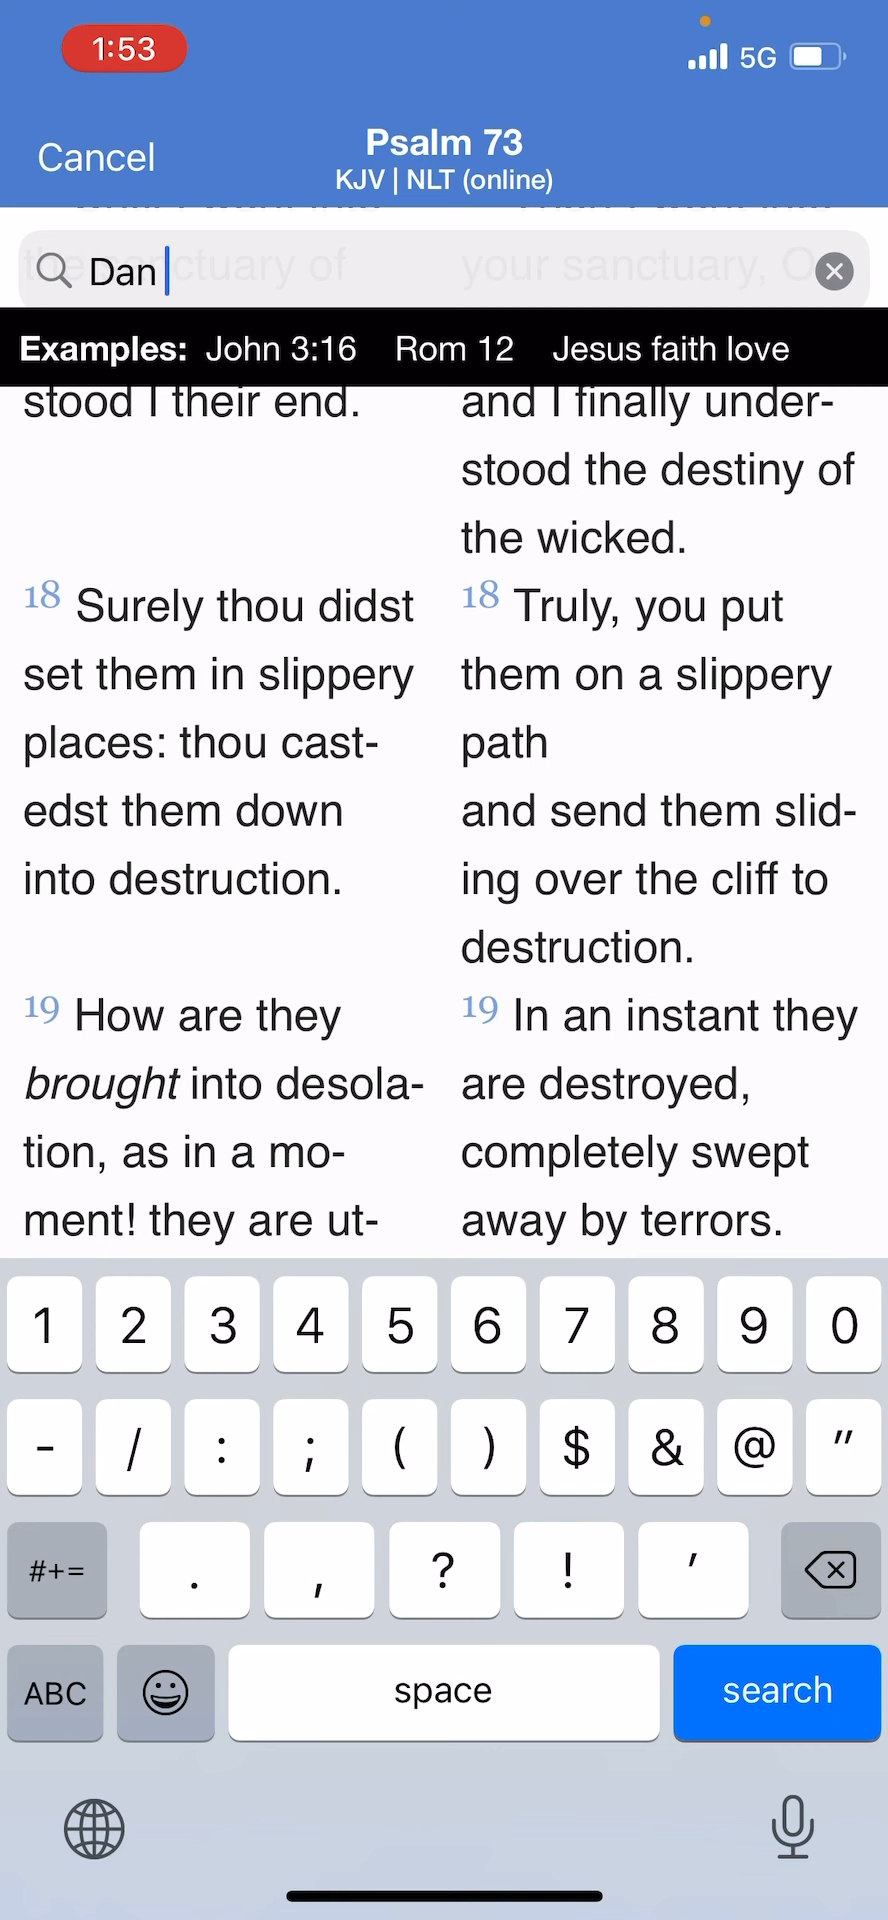 1:53
5G
Cancel
Psalm 73
KJV | NLT (online)
the sanctuary of
your sanctuary, O
Dan
Examples: John 3:16 Rom 12 Jesus faith love
stood I their end.
and I finally under-
stood the destiny of
the wicked.
18 Surely thou didst
set them in slippery
places: thou cast-
edst them down
into destruction.
18 Truly, you put
them on a slippery
path
and send them slid-
ing over the cliff to
destruction.
19 How are they
brought into desola-
tion, as in a mo-
ment! they are ut-
19 In an instant they
are destroyed,
completely swept
away by terrors.
1 2 3 4 5 6 7 8 9 0
- / : ; ( ) $ & @ "
#+= . , ? ! '
ABC space search